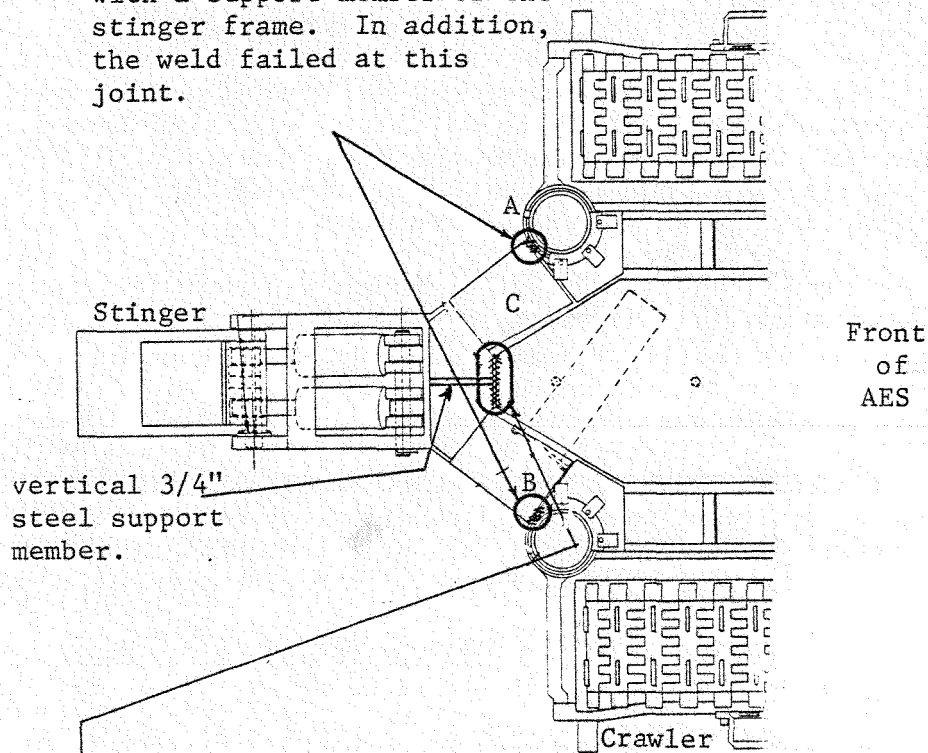 with a support member of the
stinger frame.  In addition,
the weld failed at this
joint.
A
C
Stinger
Front
of
AES
vertical 3/4"
steel support
member.
B
Crawler